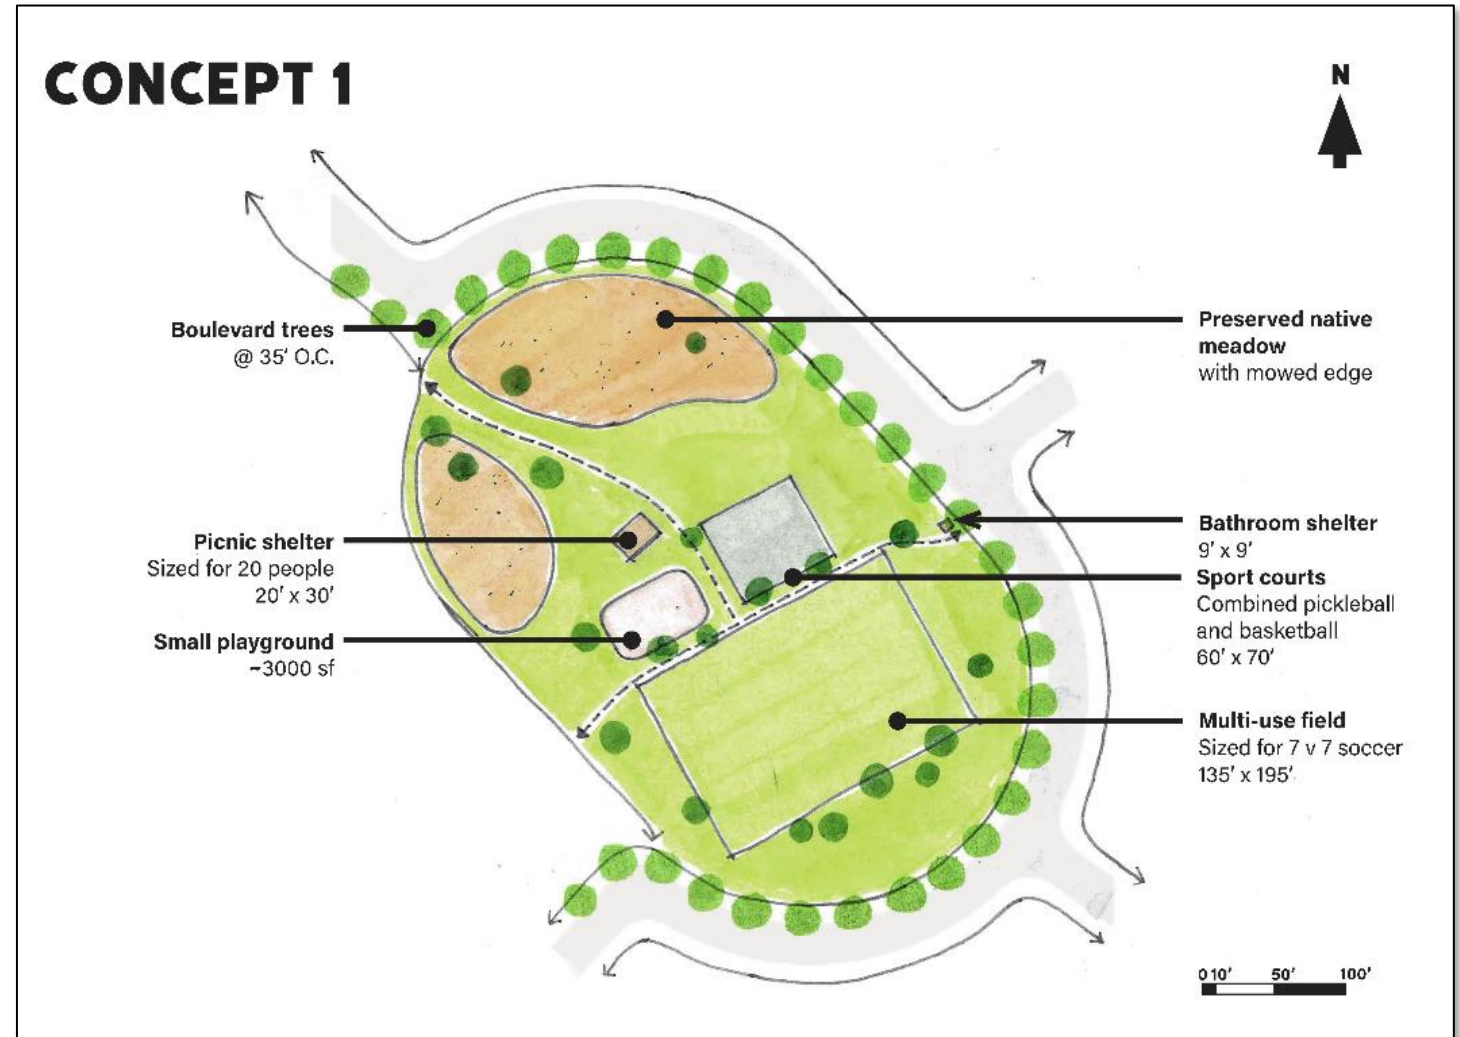 CONCEPT 1
N
Boulevard trees
@ 35' O.C.
Picnic shelter
Sized for 20 people
20' x 30'
Small playground
~3000 sf
Preserved native
meadow
with mowed edge
Bathroom shelter
9' x 9'
Sport courts
Combined pickleball
and basketball
60' x 70'
Multi-use field
Sized for 7 v 7 soccer
135' x 195'
0 10' 50' 100'